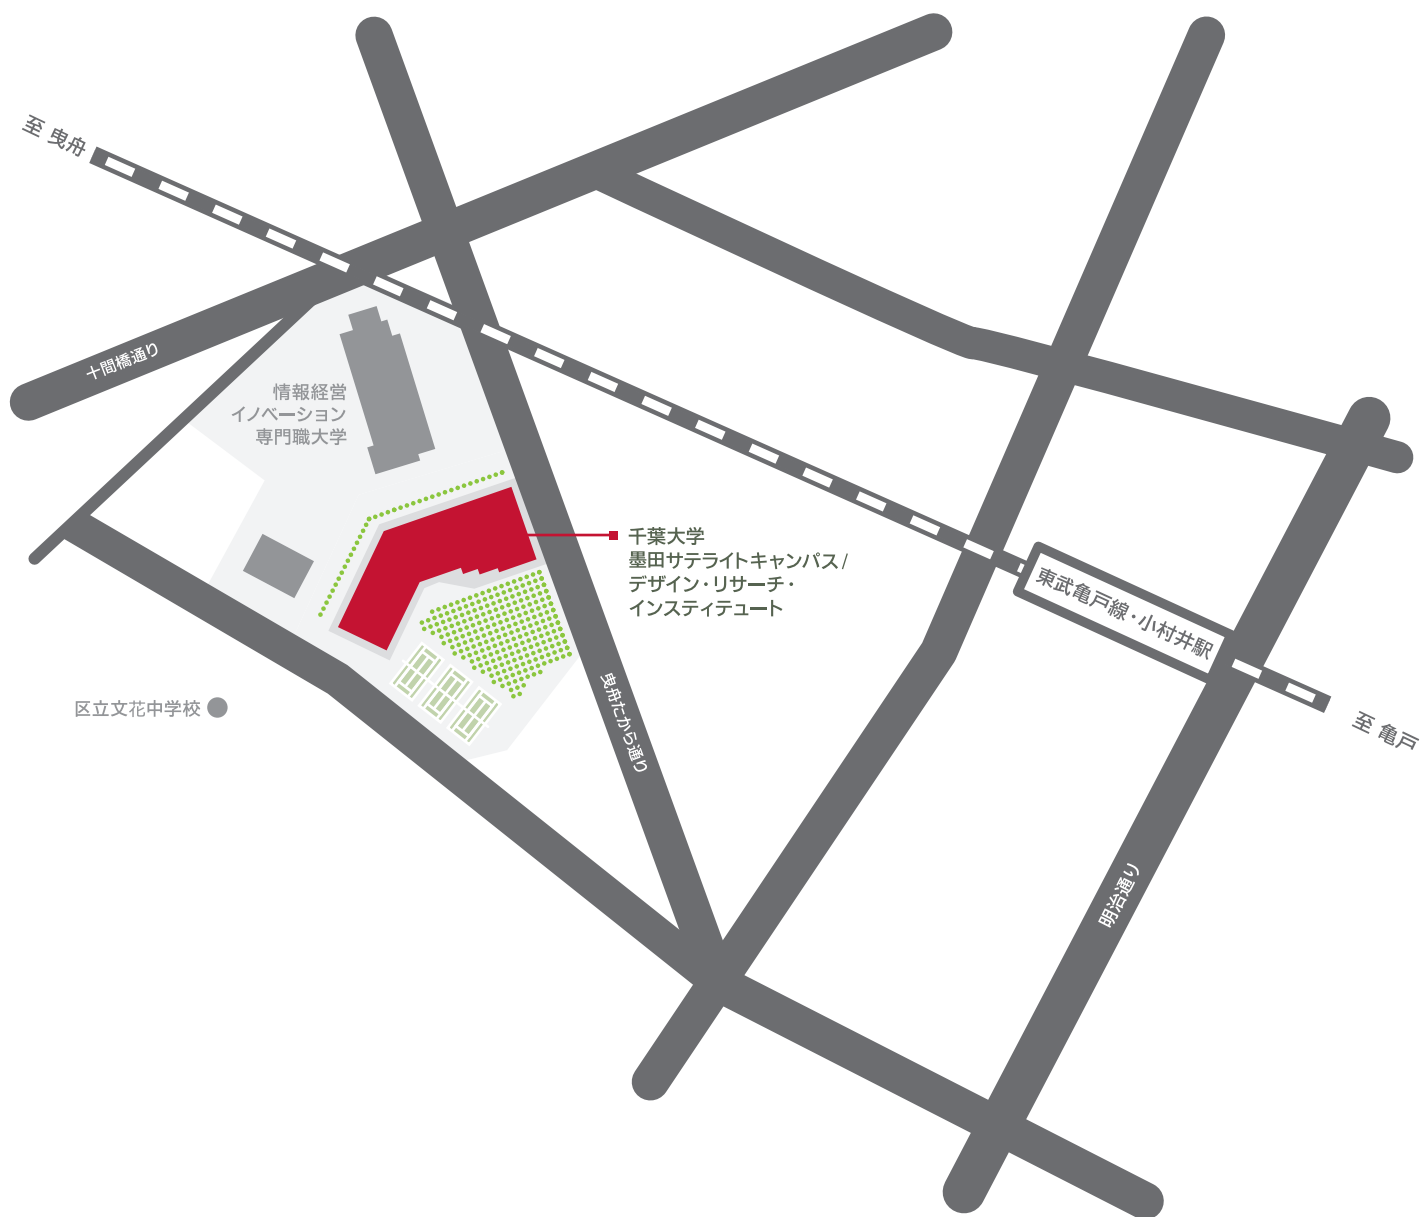 至 曳舟
十間橋通り
情報経営
イノベーション
専門職大学
千葉大学
墨田サテライトキャンパス/
デザイン・リサーチ・
インスティテュート
東武亀戸線・小村井駅
区立文花中学校
曳舟たから通り
至 亀戸
明治通り